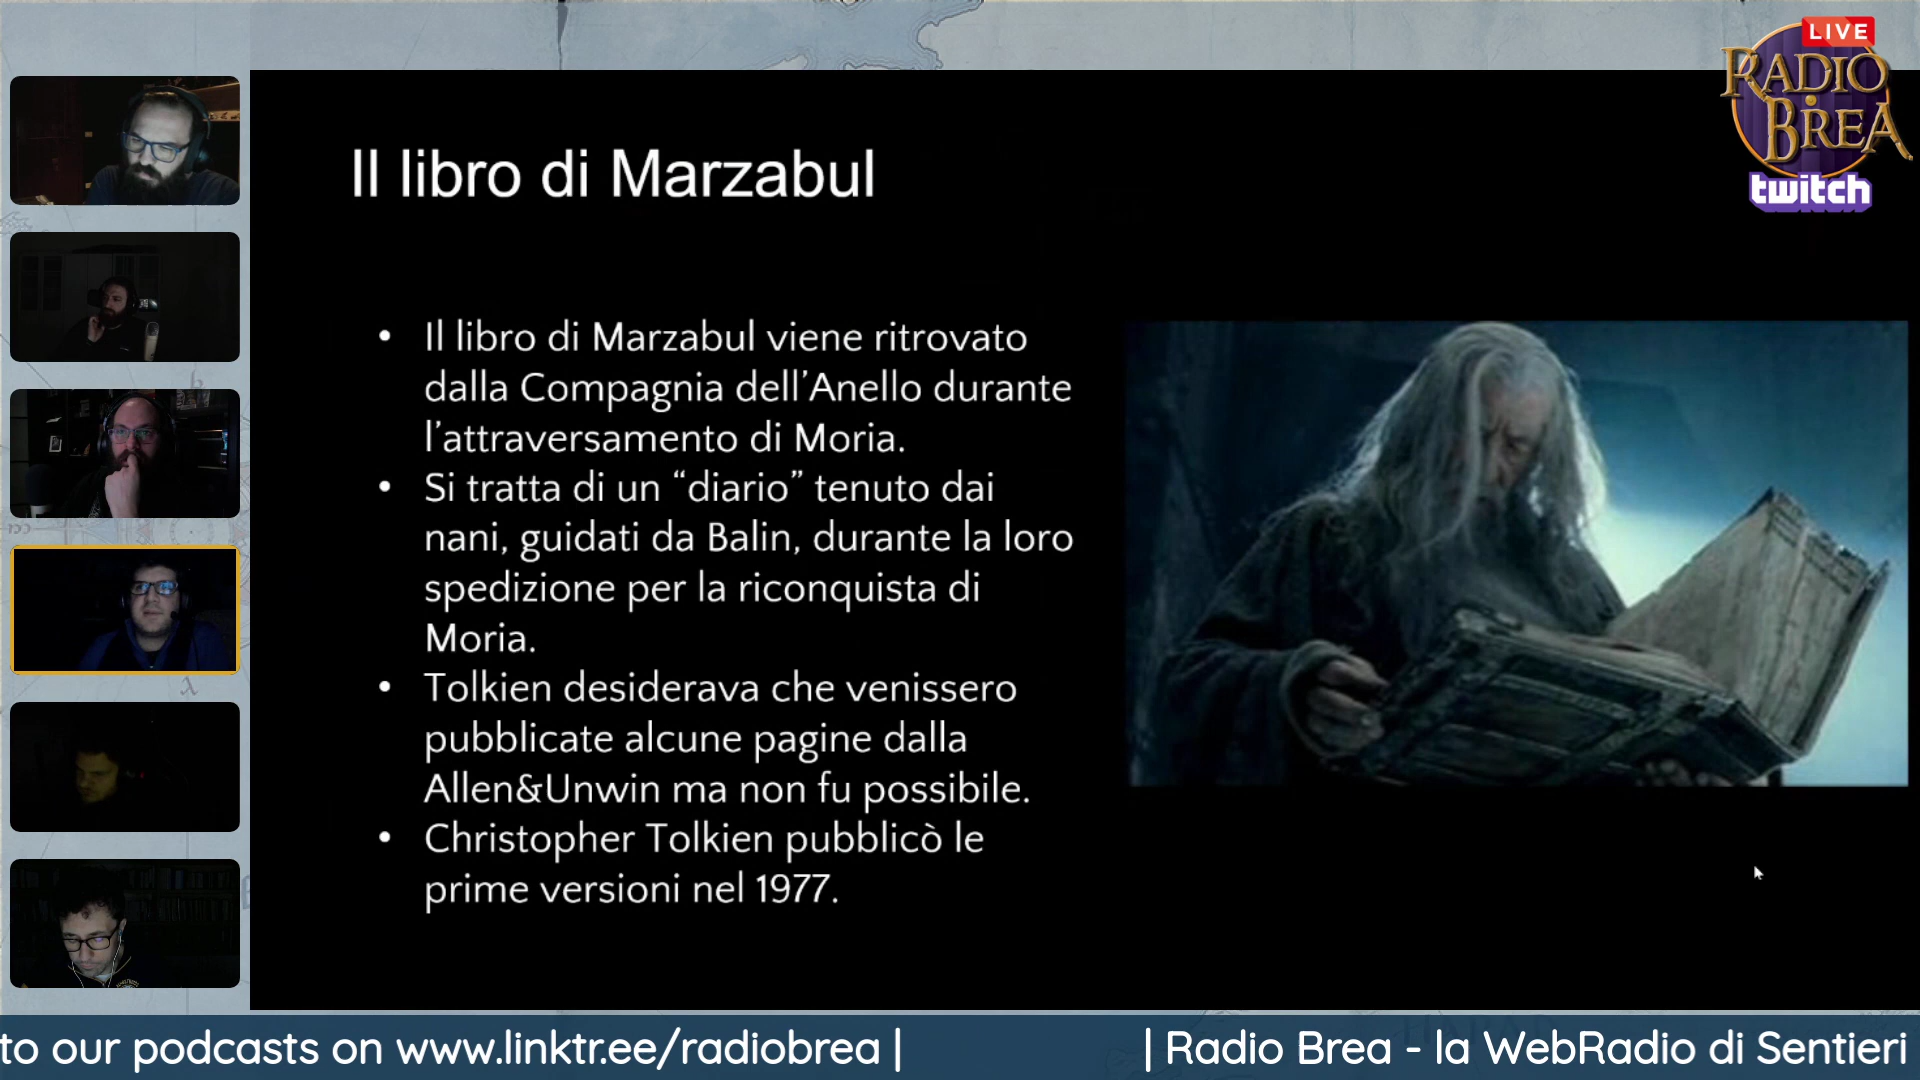 LIVE
RADIO
BREA
twitch
Il libro di Marzabul
• Il libro di Marzabul viene ritrovato
dalla Compagnia dell’Anello durante
l’attraversamento di Moria.
• Si tratta di un “diario” tenuto dai
nani, guidati da Balin, durante la loro
spedizione per la riconquista di
Moria.
• Tolkien desiderava che venissero
pubblicate alcune pagine dalla
Allen&Unwin ma non fu possibile.
• Christopher Tolkien pubblicò le
prime versioni nel 1977.
to our podcasts on www.linktr.ee/radiobrea | | Radio Brea - la WebRadio di Sentieri